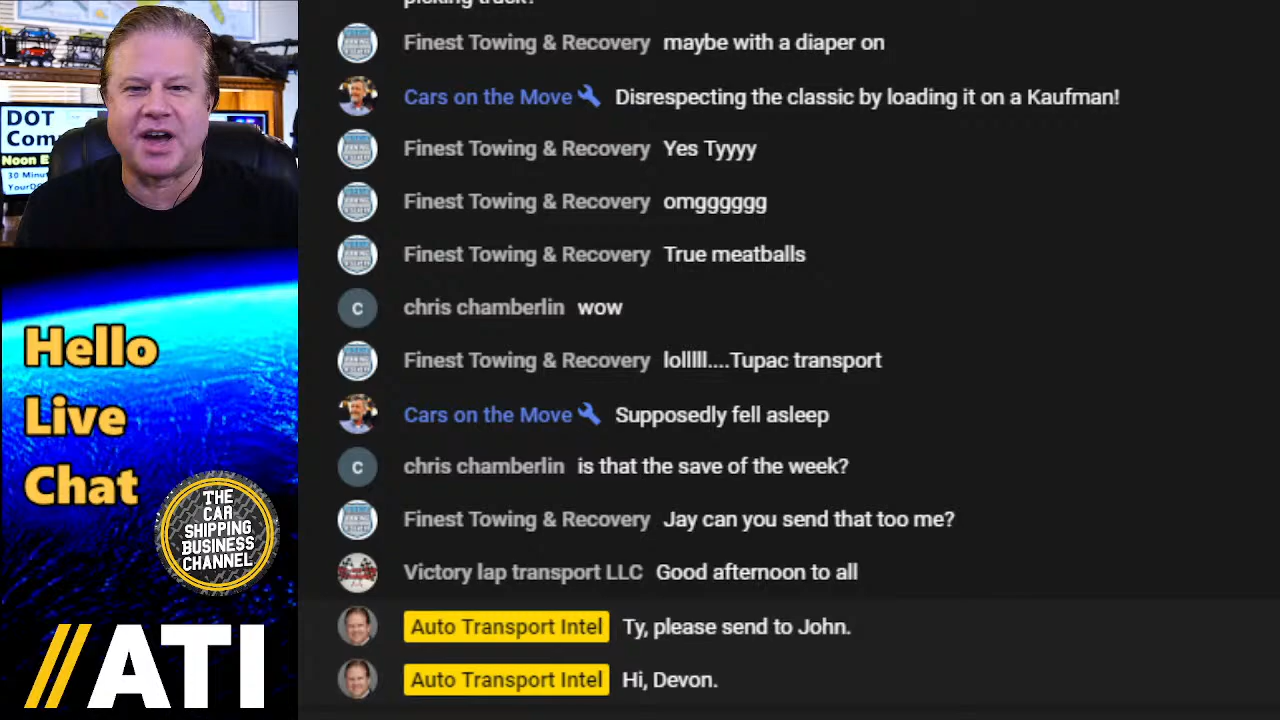 Finest Towing & Recovery maybe with a diaper on
Cars on the Move Disrespecting the classic by loading it on a Kaufman!
Finest Towing & Recovery Yes Tyyyy
Finest Towing & Recovery omgggggg
Finest Towing & Recovery True meatballs
C chris chamberlin wow
Finest Towing & Recovery lolllll....Tupac transport
Cars on the Move Supposedly fell asleep
C chris chamberlin is that the save of the week?
Finest Towing & Recovery Jay can you send that too me?
Victory lap transport LLC Good afternoon to all
Auto Transport Intel Ty, please send to John.
Auto Transport Intel Hi, Devon.
DOT
Noon
Hello
Live
Chat
THE
CAR
SHIPPING
BUSINESS
CHANNEL
//ATI